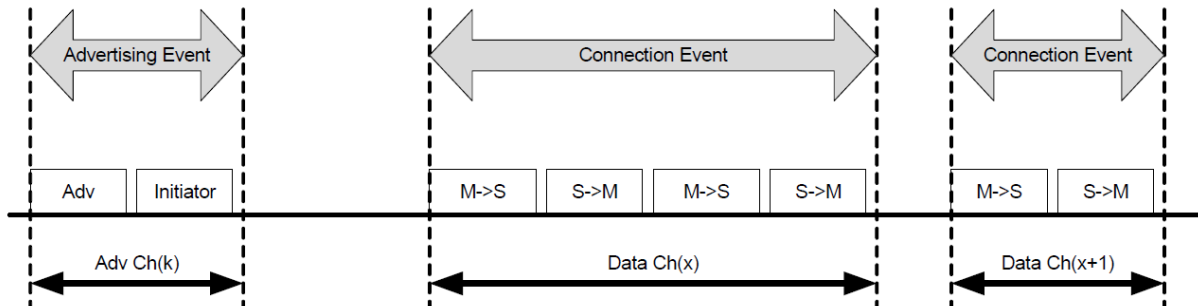 Advertising Event Connection Event Connection Event
Adv Initiator M->S S->M M->S S->M M->S S->M
Adv Ch(k) Data Ch(x) Data Ch(x+1)